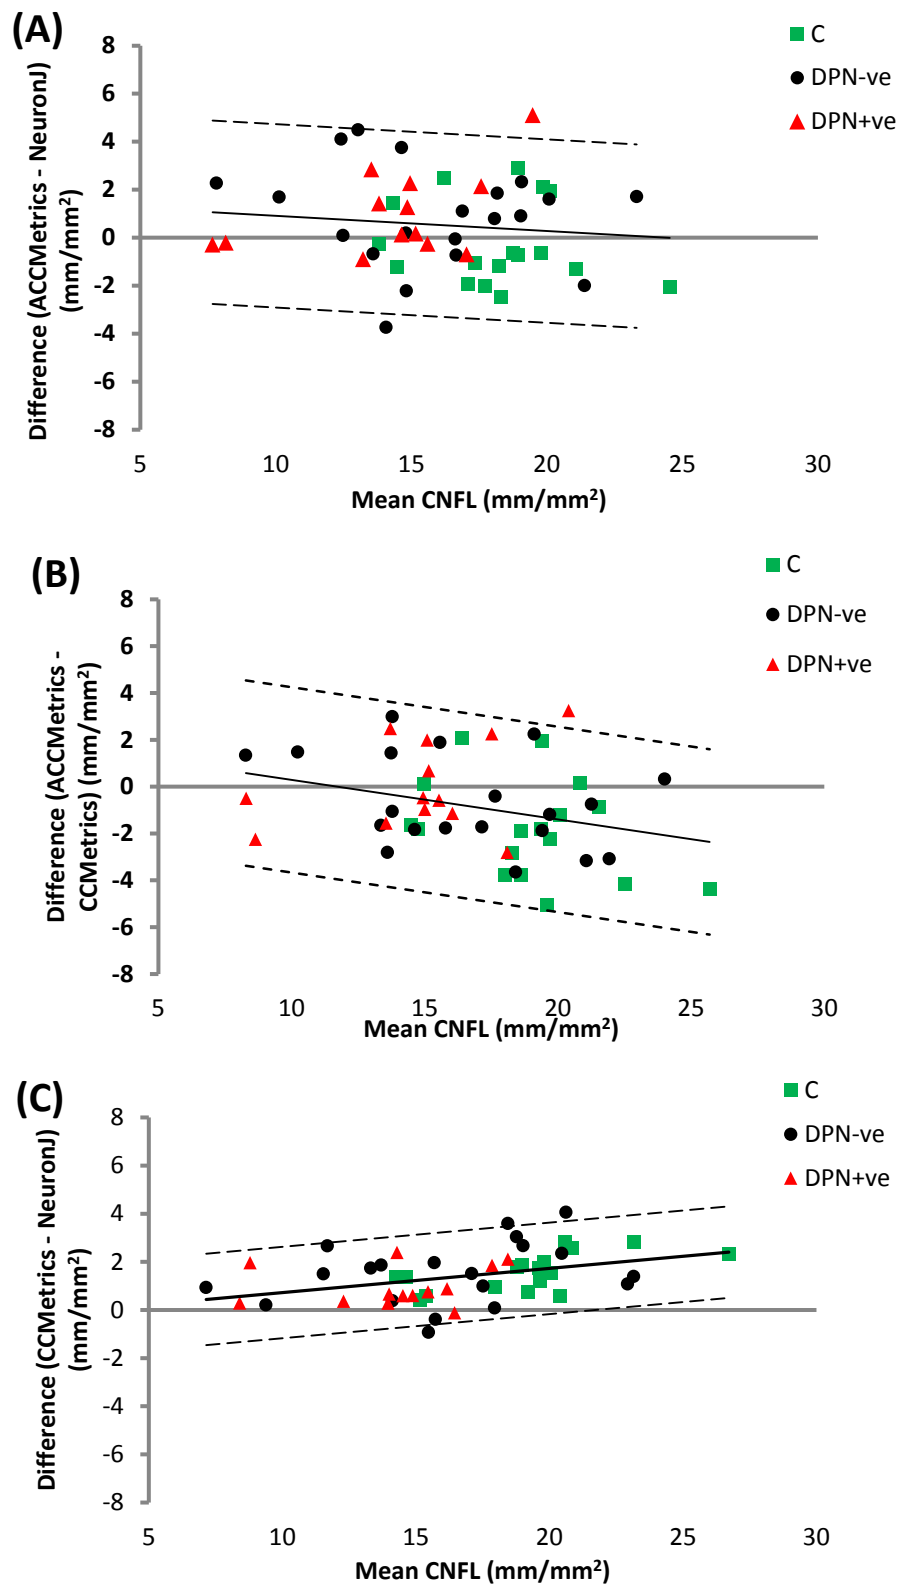 (A)
C
DPN-ve
DPN+ve
Difference (ACCMetrics - NeuronJ)
(mm/mm²)
8
6
4
2
0
-2
-4
-6
-8
5 10 15 20 25 30
Mean CNFL (mm/mm²)
(B)
C
DPN-ve
DPN+ve
Difference (ACCMetrics -
CCMetrics) (mm/mm²)
8
6
4
2
0
-2
-4
-6
-8
5 10 15 20 25 30
Mean CNFL (mm/mm²)
(C)
C
DPN-ve
DPN+ve
Difference (CCMetrics - NeuronJ)
(mm/mm²)
8
6
4
2
0
-2
-4
-6
-8
5 10 15 20 25 30
Mean CNFL (mm/mm²)